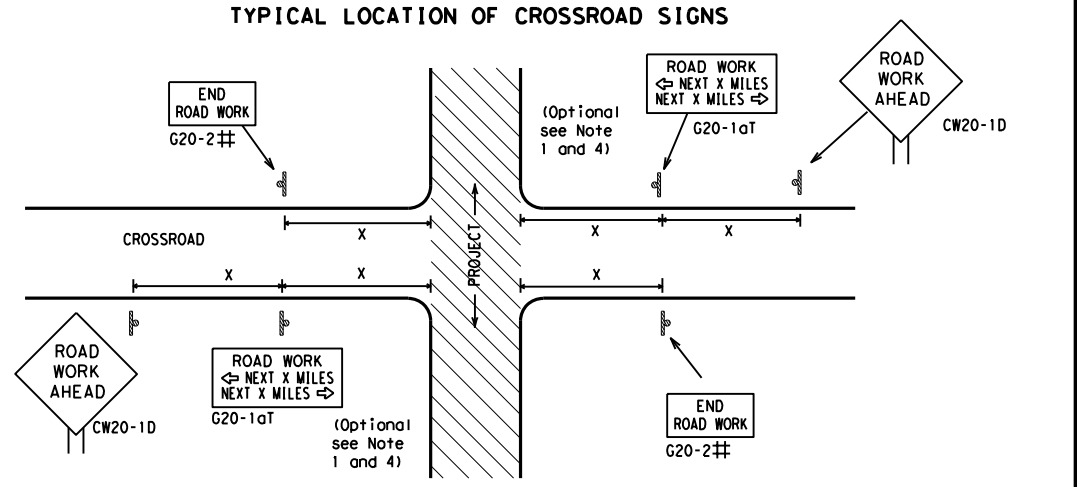 TYPICAL LOCATION OF CROSSROAD SIGNS
END
ROAD WORK
G20-2#
(Optional
see Note
1 and 4)
ROAD WORK
⇦ NEXT X MILES
NEXT X MILES ⇨
G20-1aT
ROAD
WORK
AHEAD
CW20-1D
X
X
X
CROSSROAD
PROJECT
X
X
X
ROAD
WORK
AHEAD
CW20-1D
ROAD WORK
⇦ NEXT X MILES
NEXT X MILES ⇨
G20-1aT
(Optional
see Note
1 and 4)
END
ROAD WORK
G20-2#